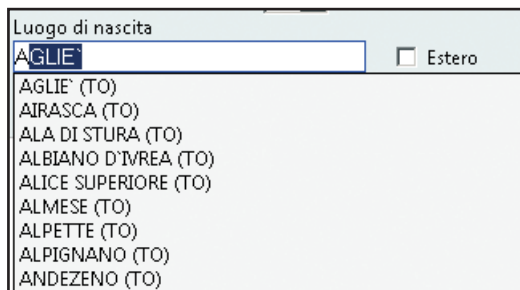 Luogo di nascita
AGLIE`
Estero
AGLIE` (TO)
AIRASCA (TO)
ALA DI STURA (TO)
ALBIANO D`IVREA (TO)
ALICE SUPERIORE (TO)
ALMESE (TO)
ALPETTE (TO)
ALPIGNANO (TO)
ANDEZENO (TO)